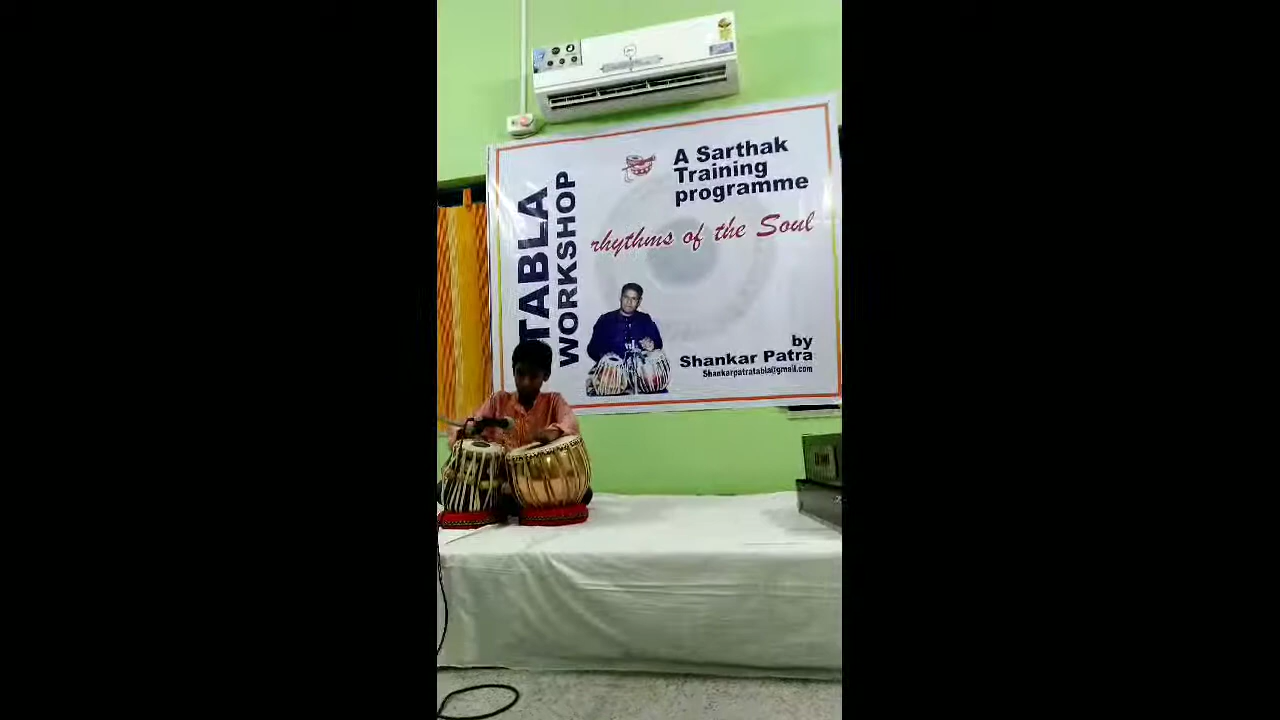 TABLA
WORKSHOP
A Sarthak
Training
programme
rhythms of the Soul
by
Shankar Patra
Shankarpatratabla@gmail.com